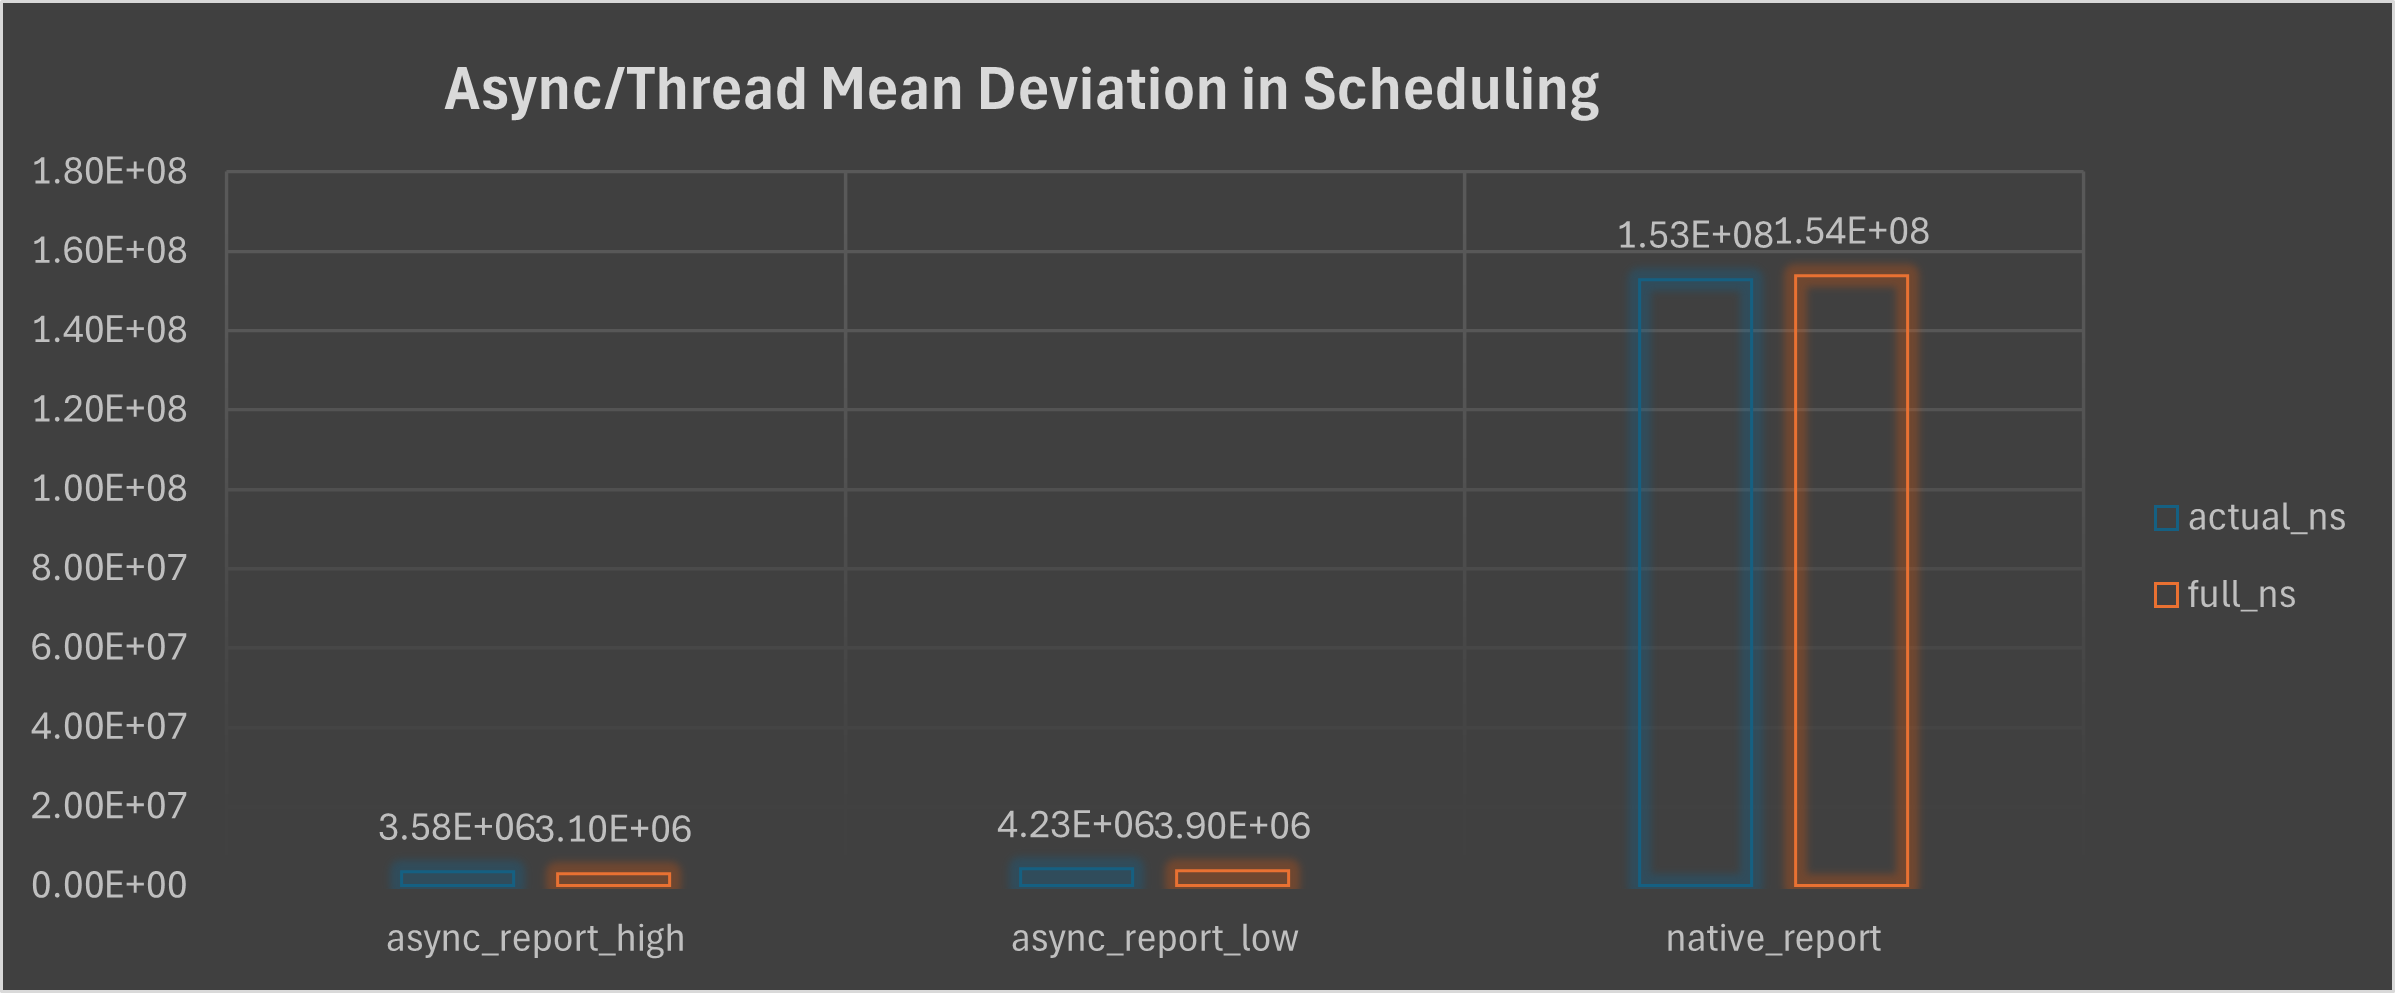 Async/Thread Mean Deviation in Scheduling
1.80E+08
1.60E+08
1.40E+08
1.20E+08
1.00E+08
8.00E+07
6.00E+07
4.00E+07
2.00E+07
0.00E+00
3.58E+06
3.10E+06
4.23E+06
3.90E+06
1.53E+08
1.54E+08
async_report_high
async_report_low
native_report
actual_ns
full_ns